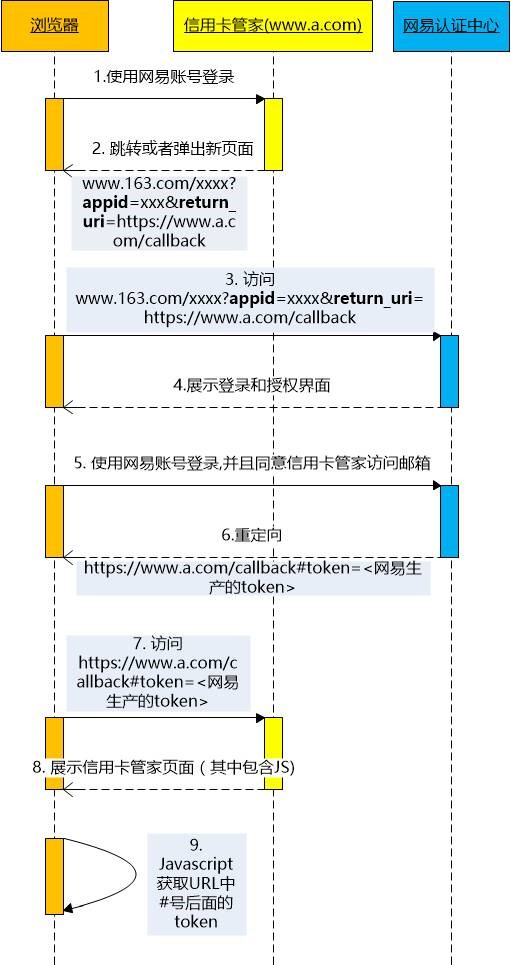 浏览器
信用卡管家(www.a.com)
网易认证中心
1.使用网易账号登录
2. 跳转或者弹出新页面
www.163.com/xxxx?
appid=xxx&return_
uri=https://www.a.c
om/callback
3. 访问
www.163.com/xxxx?appid=xxxx&return_uri=
https://www.a.com/callback
4.展示登录和授权界面
5. 使用网易账号登录,并且同意信用卡管家访问邮箱
6.重定向
https://www.a.com/callback#token=<网易生
产的token>
7. 访问
https://www.a.com/c
allback#token=<网易
生产的token>
8. 展示信用卡管家页面（其中包含JS)
9.
Javascript
获取URL中
#号后面的
token